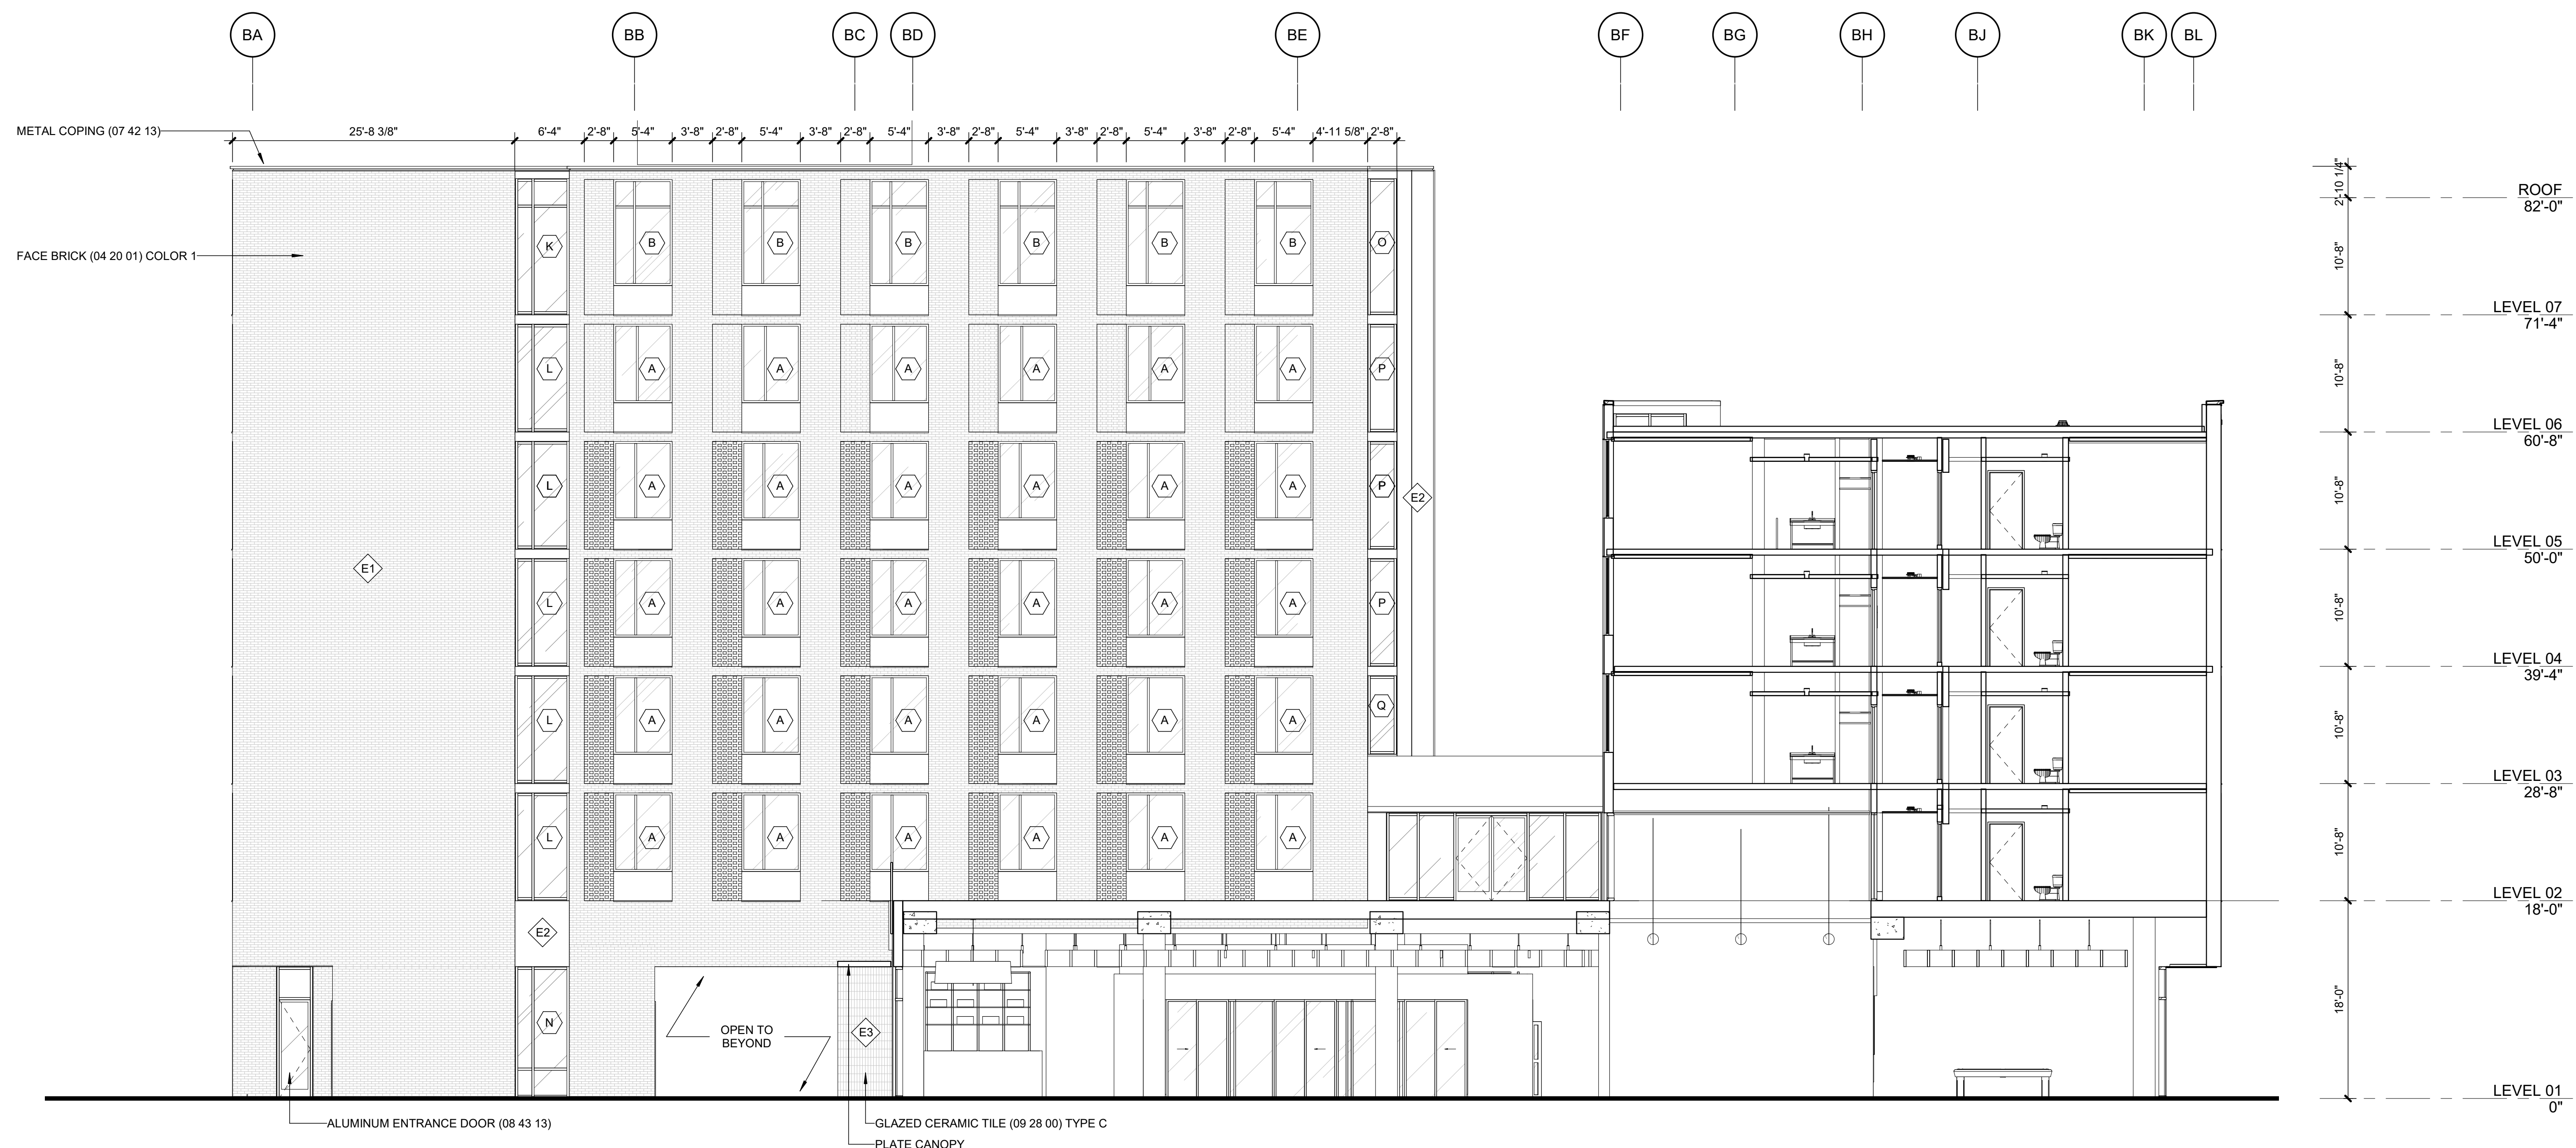 BA BB BC BD BE BF BG BH BJ BK BL
METAL COPING (07 42 13)
25'-8 3/8" 6'-4" 2'-8" 5'-4" 3'-8" 2'-8" 5'-4" 3'-8" 2'-8" 5'-4" 3'-8" 2'-8" 5'-4" 3'-8" 2'-8" 5'-4" 3'-8" 2'-8" 5'-4" 4'-11 5/8" 2'-8"
2'-10 1/4"
ROOF
82'-0"
K B B B B B B O
FACE BRICK (04 20 01) COLOR 1
10'-8"
LEVEL 07
71'-4"
L A A A A A A P
10'-8"
LEVEL 06
60'-8"
L A A A A A A P
E2
10'-8"
LEVEL 05
50'-0"
E1
L A A A A A A P
10'-8"
LEVEL 04
39'-4"
L A A A A A A Q
10'-8"
LEVEL 03
28'-8"
L A A A A A A
10'-8"
LEVEL 02
18'-0"
E2
N
OPEN TO
BEYOND
E3
18'-0"
LEVEL 01
0"
ALUMINUM ENTRANCE DOOR (08 43 13)
GLAZED CERAMIC TILE (09 28 00) TYPE C
PLATE CANOPY